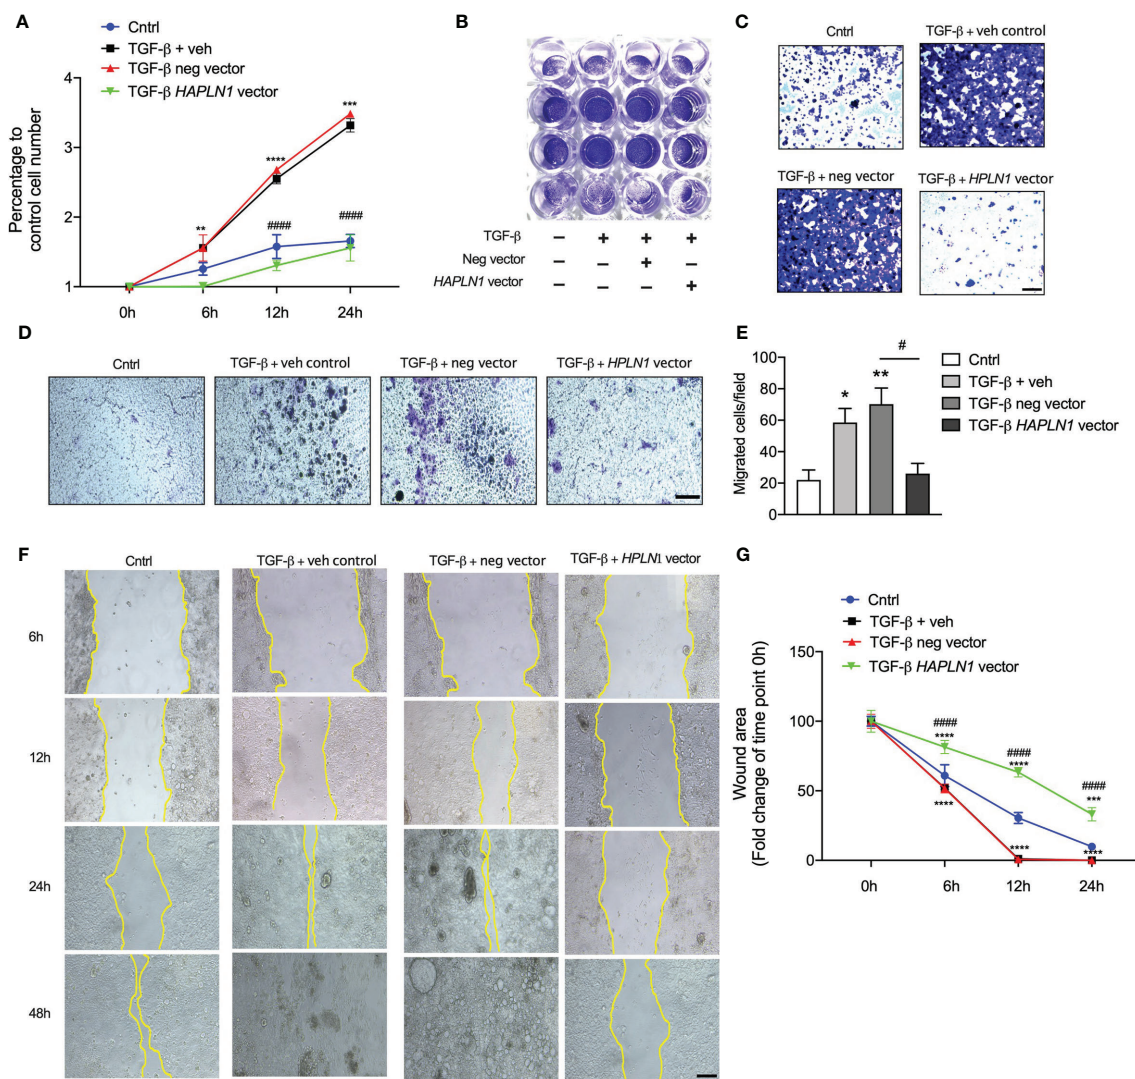 A
Cntrl
TGF-β + veh
TGF-β neg vector
TGF-β HAPLN1 vector
Percentage to
control cell number
4
3
2
1
**
****
***
####
####
0h
6h
12h
24h
B
TGF-β − + + +
Neg vector − − + −
HAPLN1 vector − − − +
C
Cntrl
TGF-β + veh control
TGF-β + neg vector
TGF-β + HPLN1 vector
D
Cntrl
TGF-β + veh control
TGF-β + neg vector
TGF-β + HPLN1 vector
E
Migrated cells/field
100
80
60
40
20
0
*
**
#
Cntrl
TGF-β + veh
TGF-β neg vector
TGF-β HAPLN1 vector
F
Cntrl
TGF-β + veh control
TGF-β + neg vector
TGF-β + HPLN1 vector
6h
12h
24h
48h
G
Cntrl
TGF-β + veh
TGF-β neg vector
TGF-β HAPLN1 vector
Wound area
(Fold change of time point 0h)
150
100
50
0
####
****
****
####
****
****
####
***
****
0h
6h
12h
24h